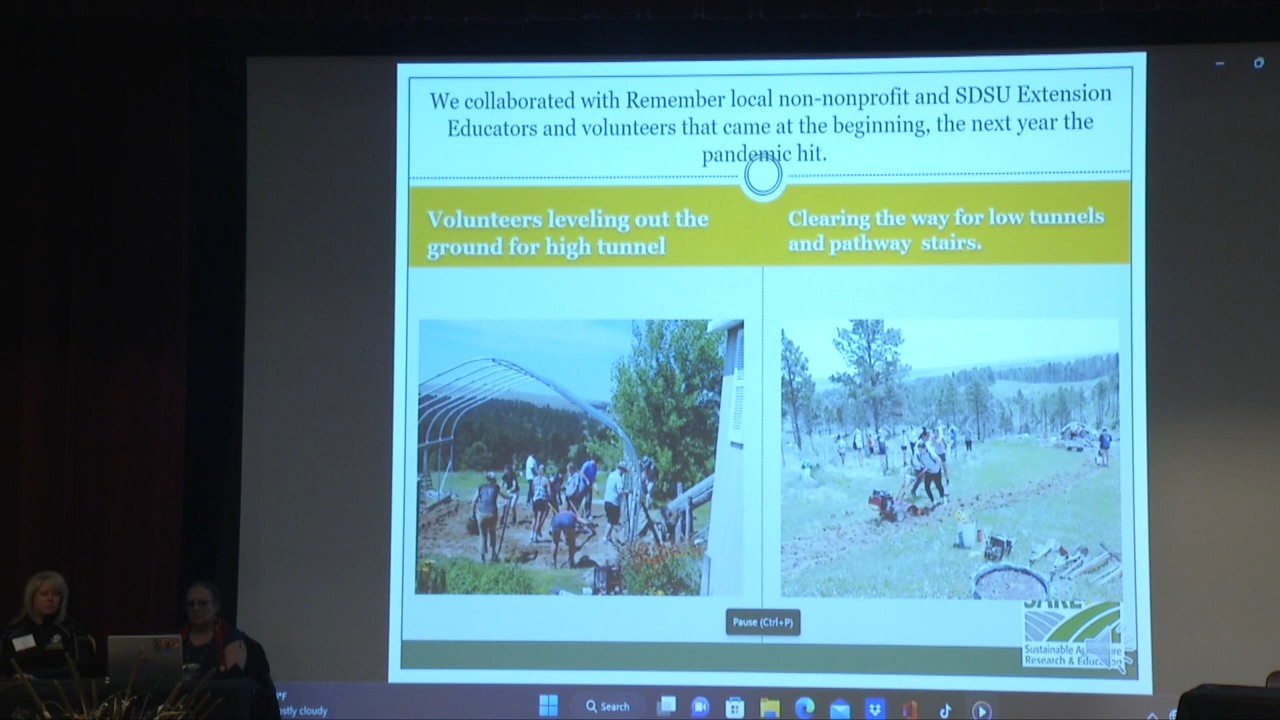 We collaborated with Remember local non-nonprofit and SDSU Extension
Educators and volunteers that came at the beginning, the next year the
pandemic hit.
Volunteers leveling out the
ground for high tunnel
Clearing the way for low tunnels
and pathway stairs.
Pause (Ctrl+P)
SARE
Sustainable Agriculture
Research & Education
Search